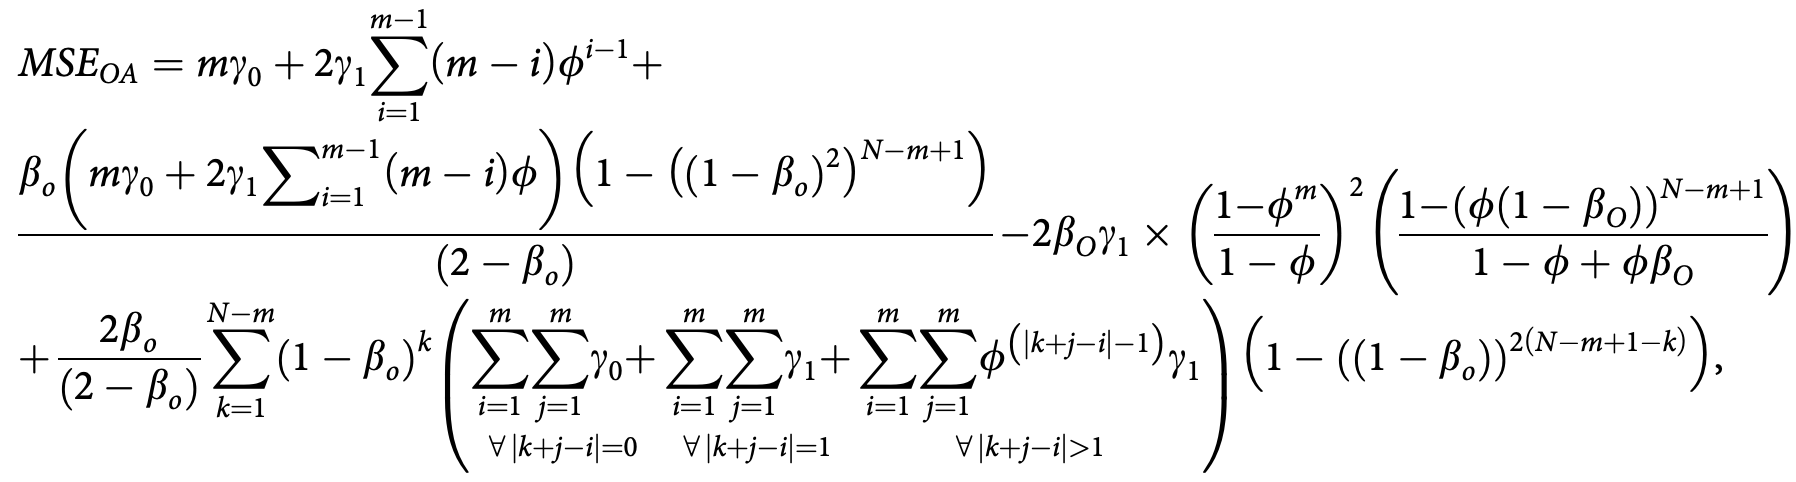 MSE_{OA} = mγ_0 + 2γ_1 \sum_{i=1}^{m-1} (m − i)ϕ^{i−1} +
\frac{β_o \left( mγ_0 + 2γ_1 \sum_{i=1}^{m-1} (m − i)ϕ \right) \left( 1 − \left( (1 − β_o)^2 \right)^{N−m+1} \right)}{(2 − β_o)} − 2β_O γ_1 × \left( \frac{1−ϕ^m}{1 − ϕ} \right)^2 \left( \frac{1−(ϕ(1 − β_O))^{N−m+1}}{1 − ϕ + ϕβ_O} \right)
+ \frac{2β_o}{(2 − β_o)} \sum_{k=1}^{N−m} (1 − β_o)^k \left( \underset{∀ |k+j−i|=0}{\sum_{i=1}^{m} \sum_{j=1}^{m}} γ_0 + \underset{∀ |k+j−i|=1}{\sum_{i=1}^{m} \sum_{j=1}^{m}} γ_1 + \underset{∀ |k+j−i|>1}{\sum_{i=1}^{m} \sum_{j=1}^{m}} ϕ^{(|k+j−i|−1)} γ_1 \right) \left( 1 − ((1 − β_o))^{2(N−m+1−k)} \right),